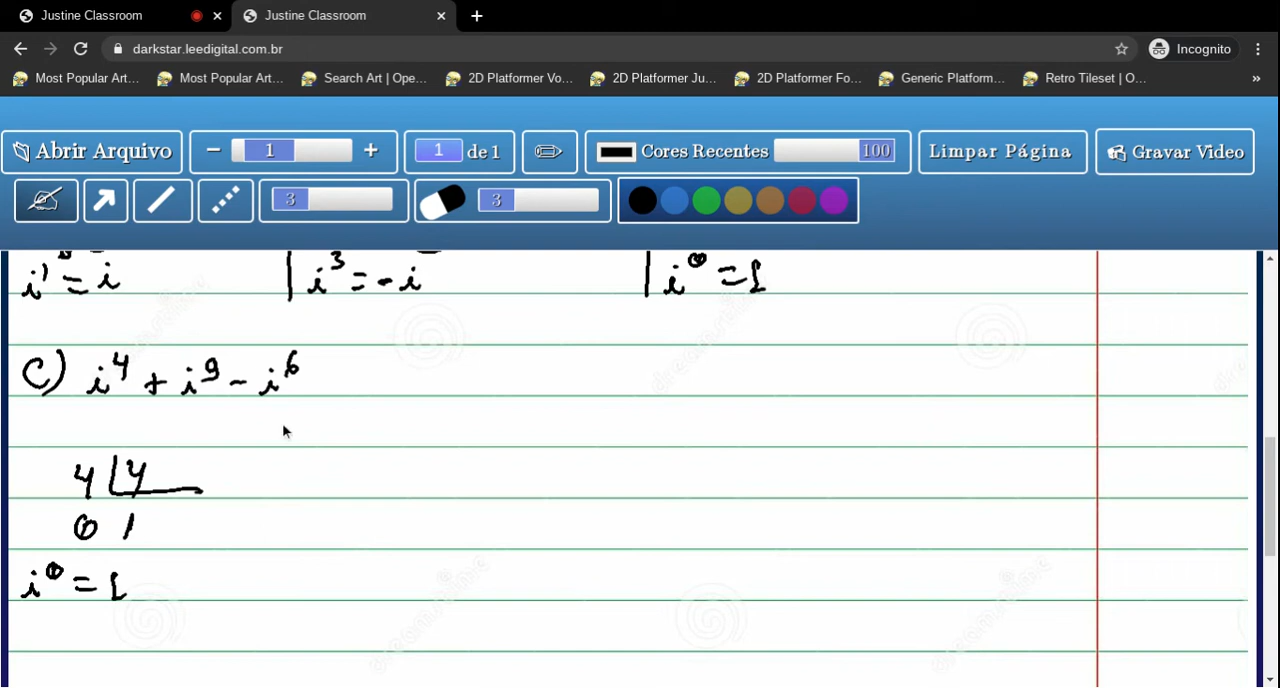 Justine Classroom Justine Classroom
darkstar.leedigital.com.br Incognito
Most Popular Art... Most Popular Art... Search Art | Ope... 2D Platformer Vo... 2D Platformer Ju... 2D Platformer Fo... Generic Platform... Retro Tileset | O... »
Abrir Arquivo − 1 + 1 de 1 Cores Recentes 100 Limpar Página Gravar Video
3 3
i¹ = i | i³ = -i | i⁰ = 1
C) i⁴ + i⁹ - i⁶
4 | 4
0 1
i⁰ = 1